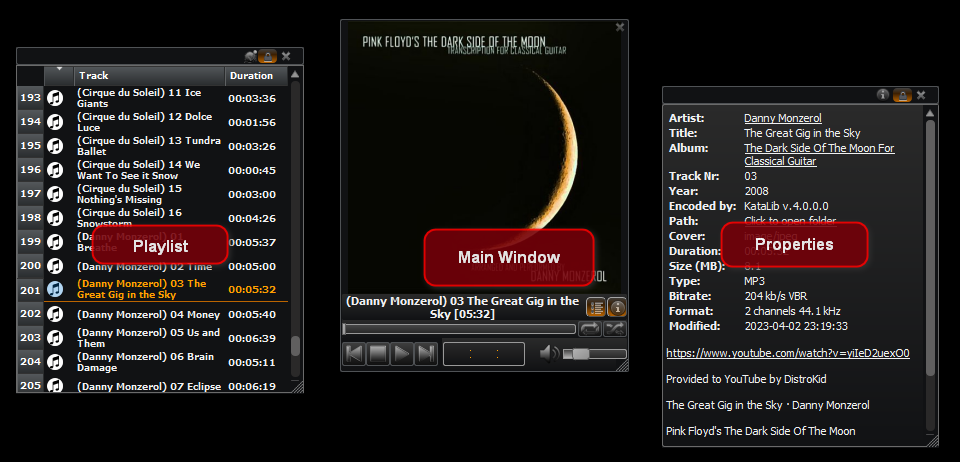 Track Duration
193 (Cirque du Soleil) 11 Ice Giants 00:03:36
194 (Cirque du Soleil) 12 Dolce Luce 00:01:56
195 (Cirque du Soleil) 13 Tundra Ballet 00:03:26
196 (Cirque du Soleil) 14 We Want To See it Snow 00:00:45
197 (Cirque du Soleil) 15 Nothing's Missing 00:03:00
198 (Cirque du Soleil) 16 Snowstorm 00:04:26
199 (Danny Monzerol) 01 Breathe 00:05:37
Playlist
200 (Danny Monzerol) 02 Time 00:05:00
201 (Danny Monzerol) 03 The Great Gig in the Sky 00:05:32
202 (Danny Monzerol) 04 Money 00:05:40
203 (Danny Monzerol) 05 Us and Them 00:06:39
204 (Danny Monzerol) 06 Brain Damage 00:05:11
205 (Danny Monzerol) 07 Eclipse 00:06:19
PINK FLOYD'S THE DARK SIDE OF THE MOON
TRANSCRIPTION FOR CLASSICAL GUITAR
Main Window
DANNY MONZEROL
(Danny Monzerol) 03 The Great Gig in the
Sky [05:32]
: :
Artist: Danny Monzerol
Title: The Great Gig in the Sky
Album: The Dark Side Of The Moon For
Classical Guitar
Track Nr: 03
Year: 2008
Encoded by: KataLib v.4.0.0.0
Path: Click to open folder
Cover: image/jpeg
Properties
Duration:
Size (MB): 8.1
Type: MP3
Bitrate: 204 kb/s VBR
Format: 2 channels 44.1 kHz
Modified: 2023-04-02 23:19:33
https://www.youtube.com/watch?v=yiIeD2uexO0
Provided to YouTube by DistroKid
The Great Gig in the Sky · Danny Monzerol
Pink Floyd's The Dark Side Of The Moon